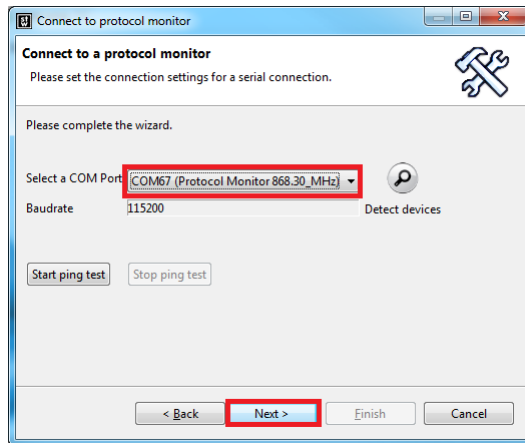 Connect to protocol monitor
Connect to a protocol monitor
Please set the connection settings for a serial connection.
Please complete the wizard.
Select a COM Port COM67 (Protocol Monitor 868.30_MHz)
Baudrate 115200 Detect devices
Start ping test Stop ping test
< Back Next > Finish Cancel